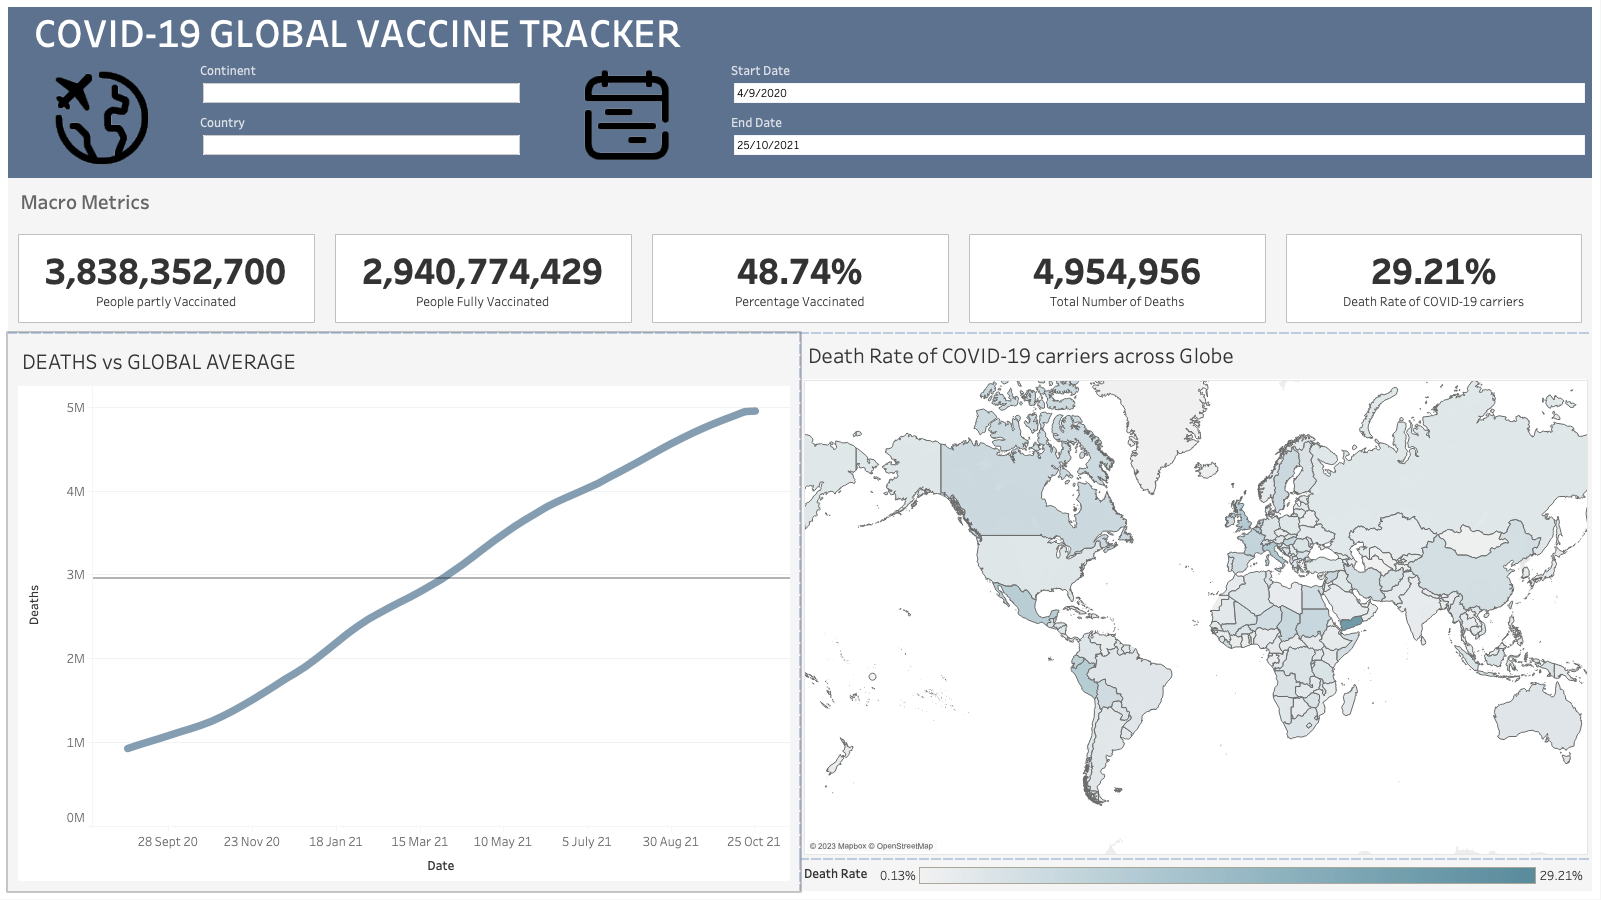 COVID-19 GLOBAL VACCINE TRACKER
Continent
Country
Start Date
4/9/2020
End Date
25/10/2021
Macro Metrics
3,838,352,700
People partly Vaccinated
2,940,774,429
People Fully Vaccinated
48.74%
Percentage Vaccinated
4,954,956
Total Number of Deaths
29.21%
Death Rate of COVID-19 carriers
DEATHS vs GLOBAL AVERAGE
5M
4M
3M
2M
1M
0M
Deaths
28 Sept 20 23 Nov 20 18 Jan 21 15 Mar 21 10 May 21 5 July 21 30 Aug 21 25 Oct 21
Date
Death Rate of COVID-19 carriers across Globe
© 2023 Mapbox © OpenStreetMap
Death Rate 0.13% 29.21%